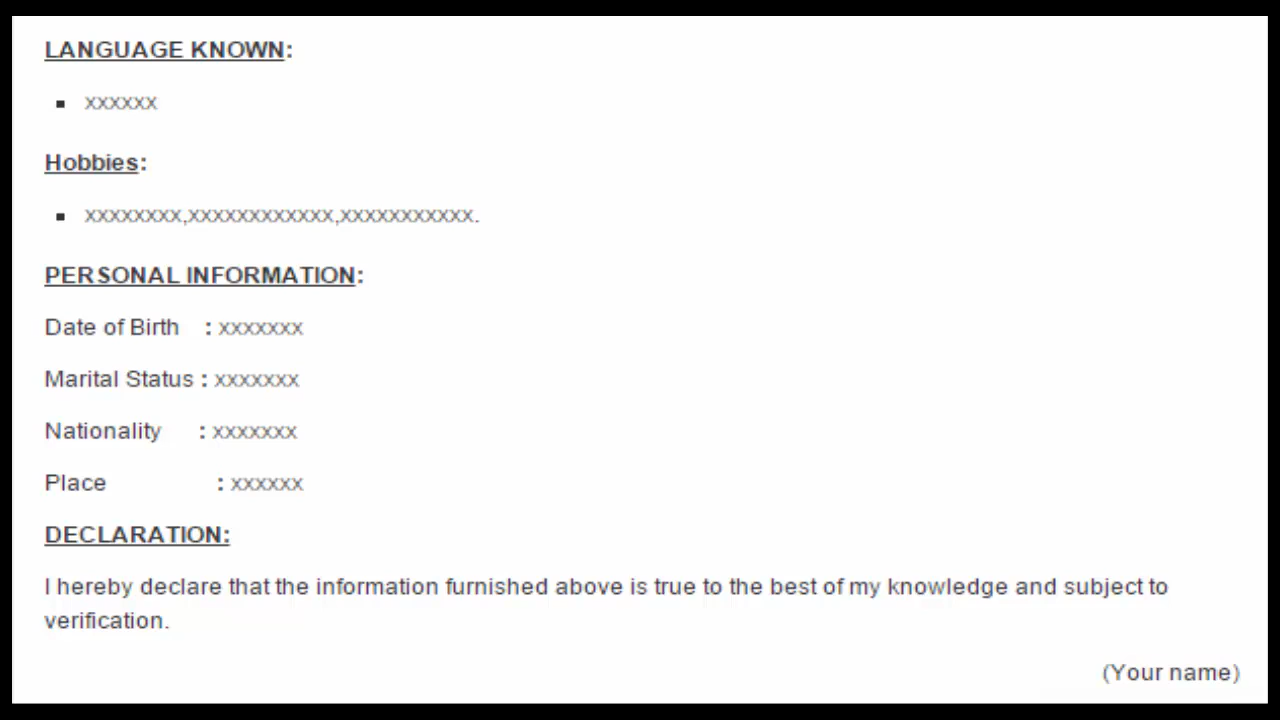 LANGUAGE KNOWN:
▪ xxxxxx
Hobbies:
▪ xxxxxxxx,xxxxxxxxxxxx,xxxxxxxxxxx.
PERSONAL INFORMATION:
Date of Birth : xxxxxxx
Marital Status : xxxxxxx
Nationality : xxxxxxx
Place : xxxxxx
DECLARATION:
I hereby declare that the information furnished above is true to the best of my knowledge and subject to
verification.
(Your name)